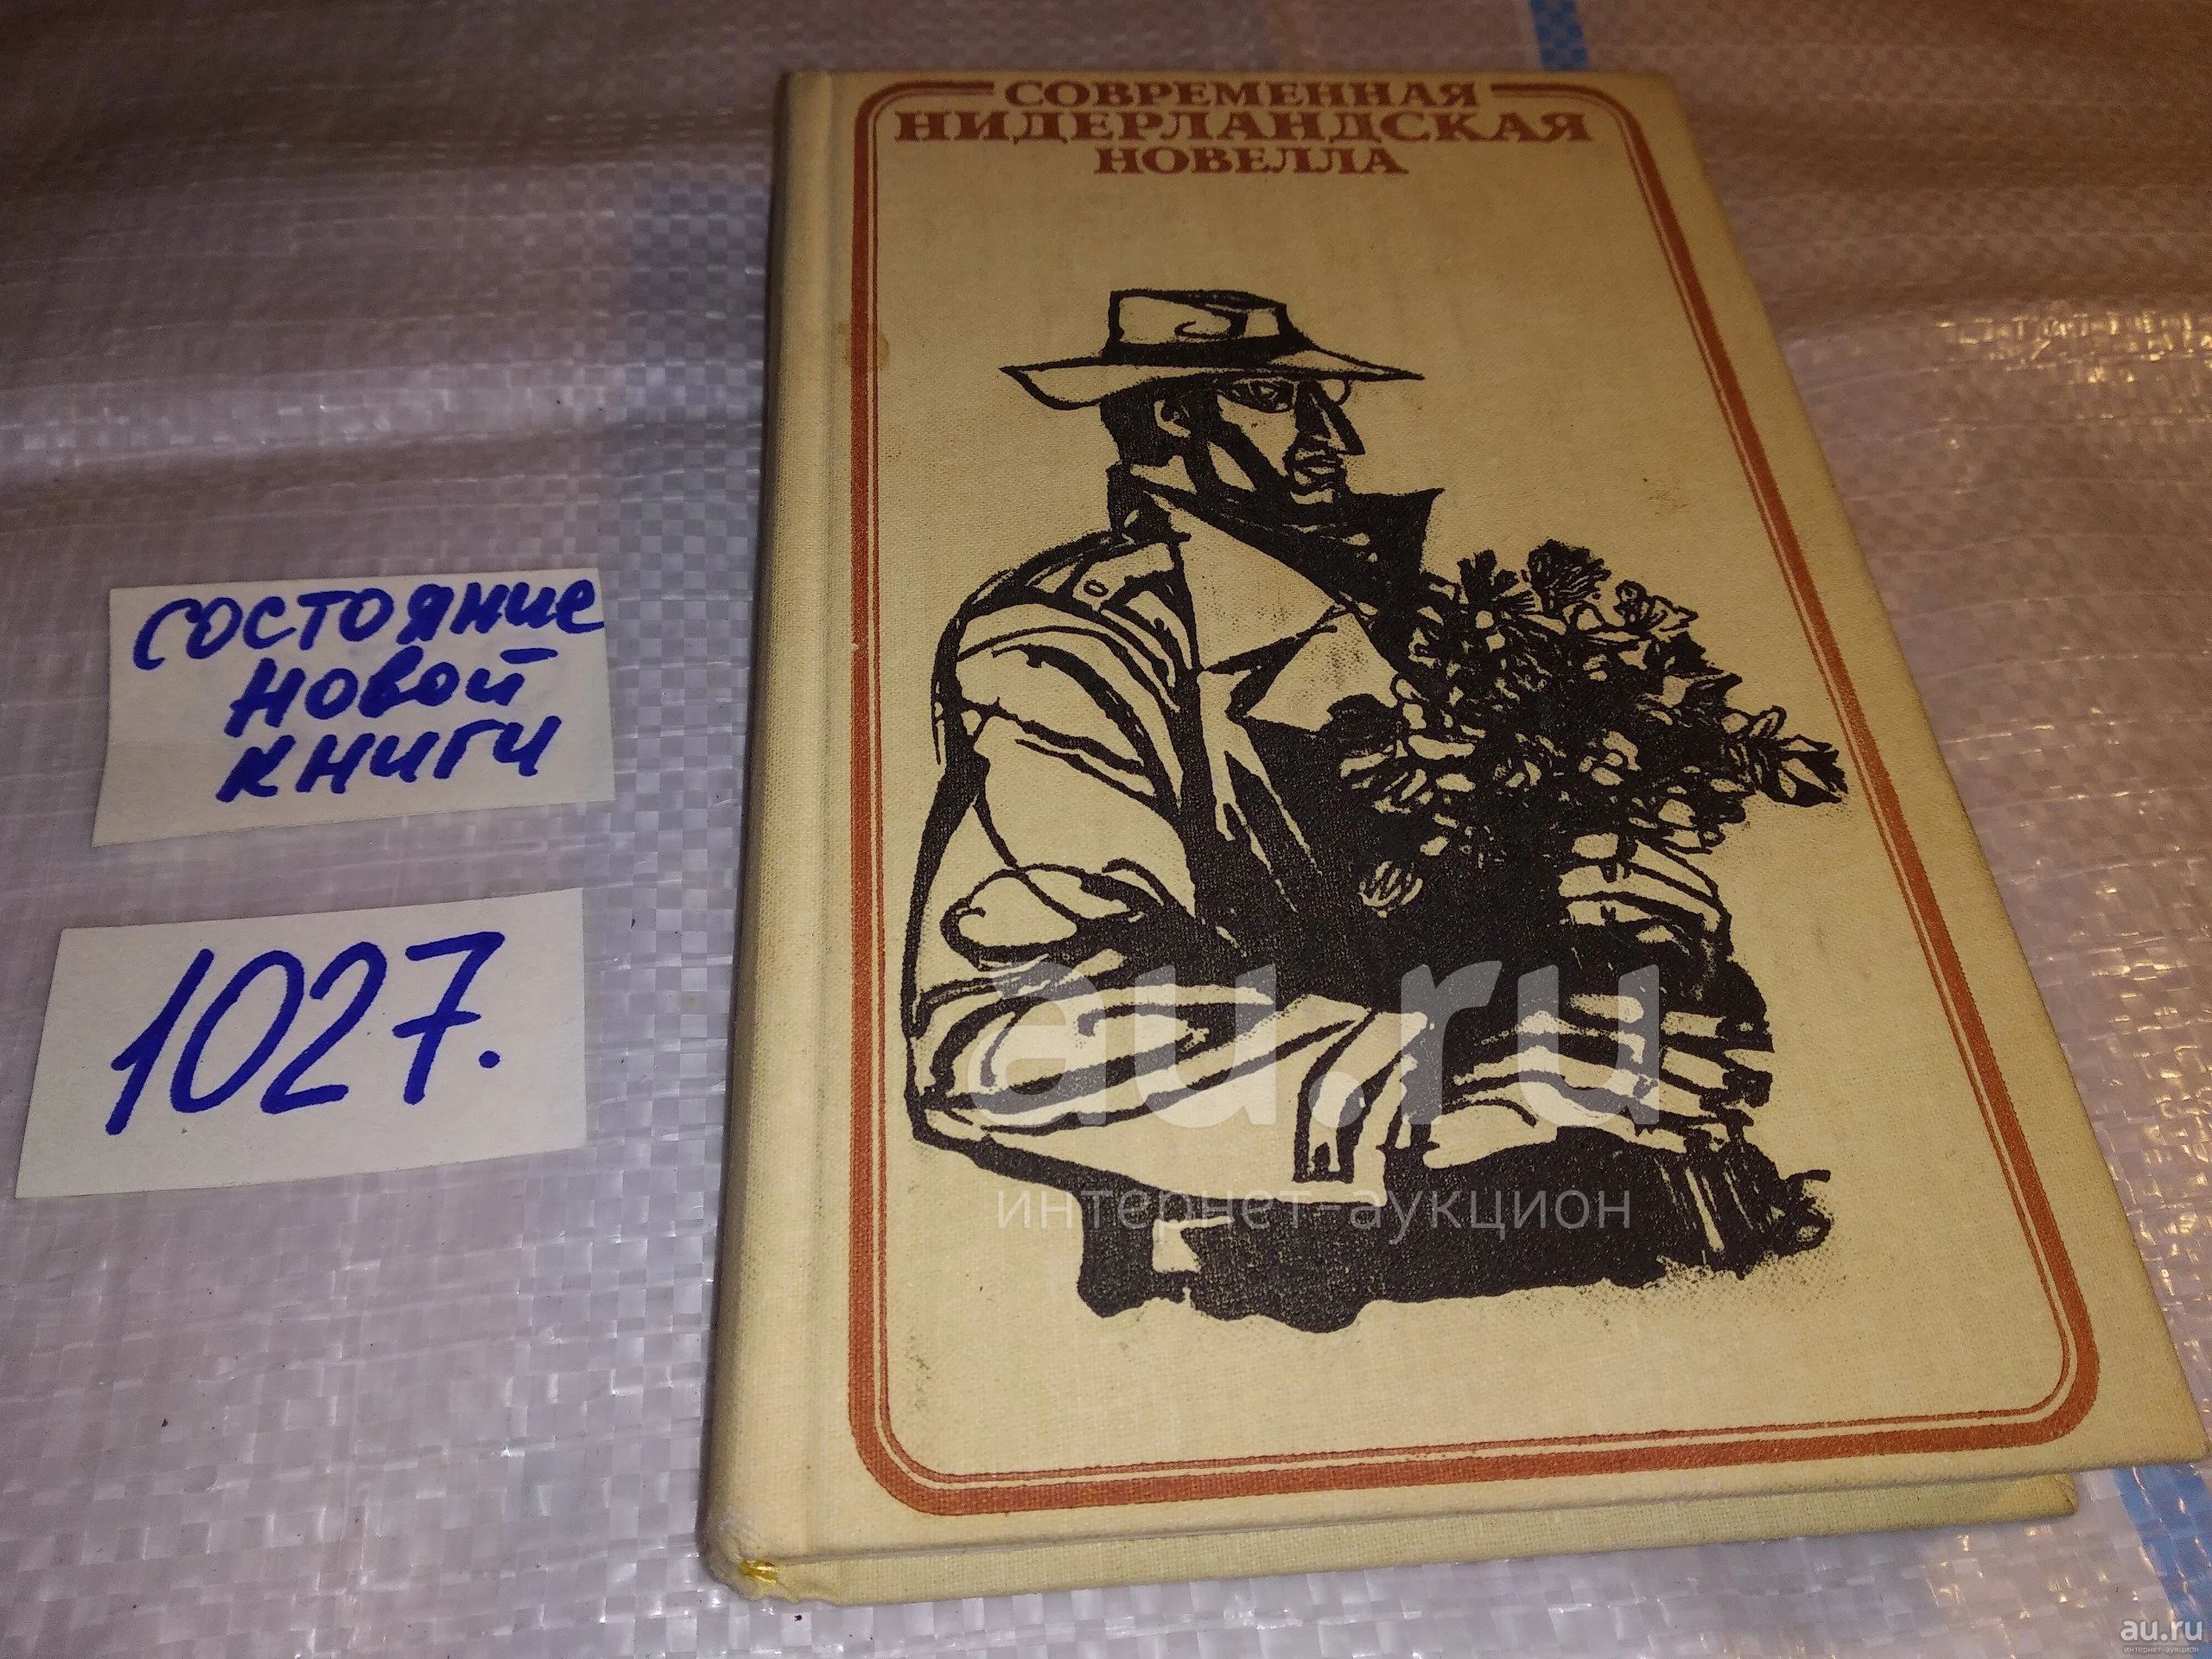 СОВРЕМЕННАЯ
НИДЕРЛАНДСКАЯ
НОВЕЛЛА
состояние
новой
книги
1027.
au.ru
интернет-аукцион
au.ru
интернет-аукцион